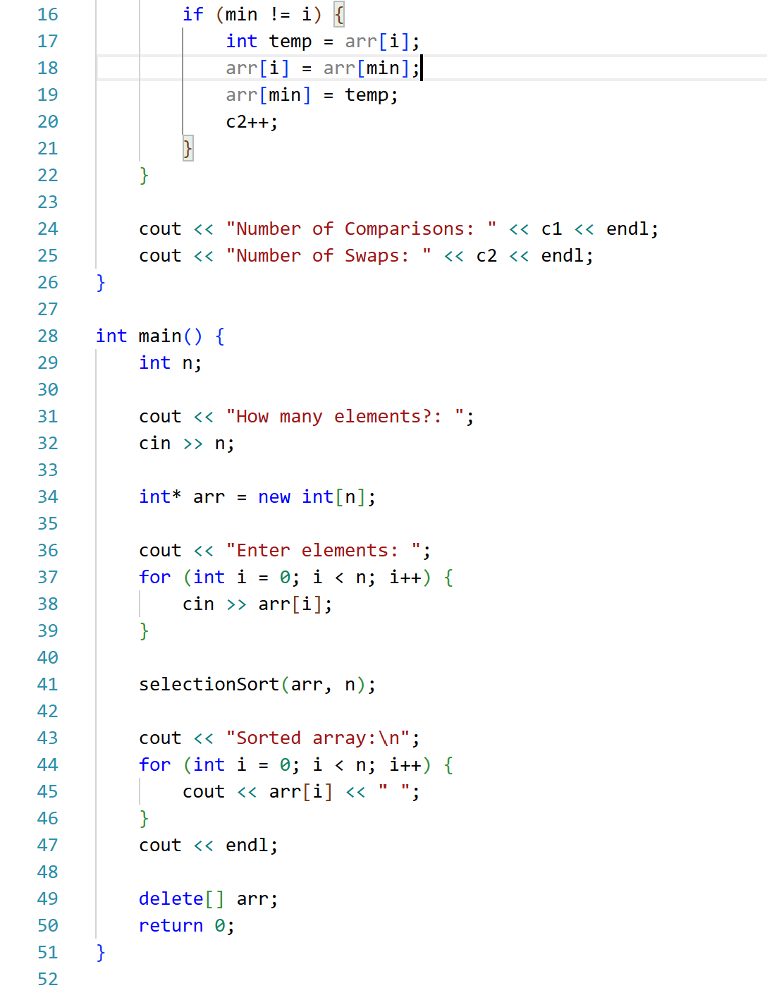 16 if (min != i) {
17 int temp = arr[i];
18 arr[i] = arr[min];
19 arr[min] = temp;
20 c2++;
21 }
22 }
23
24 cout << "Number of Comparisons: " << c1 << endl;
25 cout << "Number of Swaps: " << c2 << endl;
26 }
27
28 int main() {
29 int n;
30
31 cout << "How many elements?: ";
32 cin >> n;
33
34 int* arr = new int[n];
35
36 cout << "Enter elements: ";
37 for (int i = 0; i < n; i++) {
38 cin >> arr[i];
39 }
40
41 selectionSort(arr, n);
42
43 cout << "Sorted array:\n";
44 for (int i = 0; i < n; i++) {
45 cout << arr[i] << " ";
46 }
47 cout << endl;
48
49 delete[] arr;
50 return 0;
51 }
52